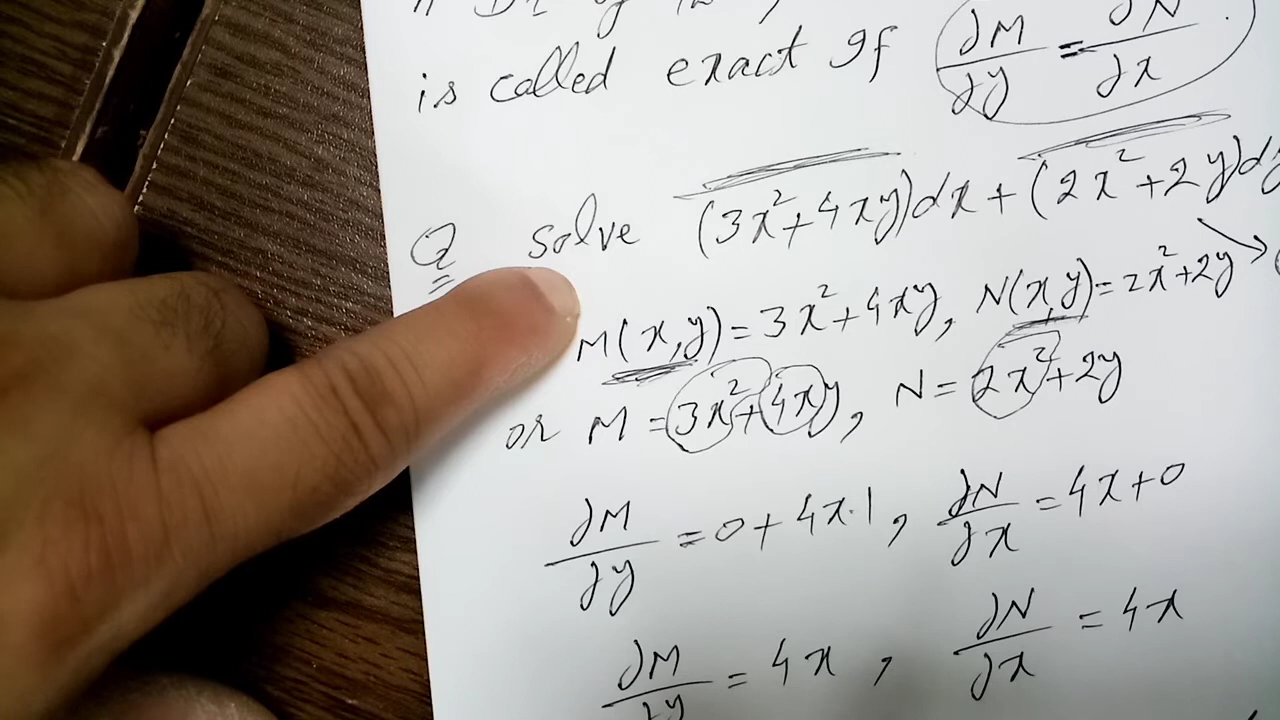 is called exact If ∂M/∂y = ∂N/∂x
Q solve (3x²+4xy)dx+(2x²+2y)dy
M(x,y)=3x²+4xy, N(x,y)=2x²+2y
or M=3x²+4xy, N=2x²+2y
∂M/∂y =0+4x.1, ∂N/∂x =4x+0
∂M/∂y = 4x, ∂N/∂x = 4x